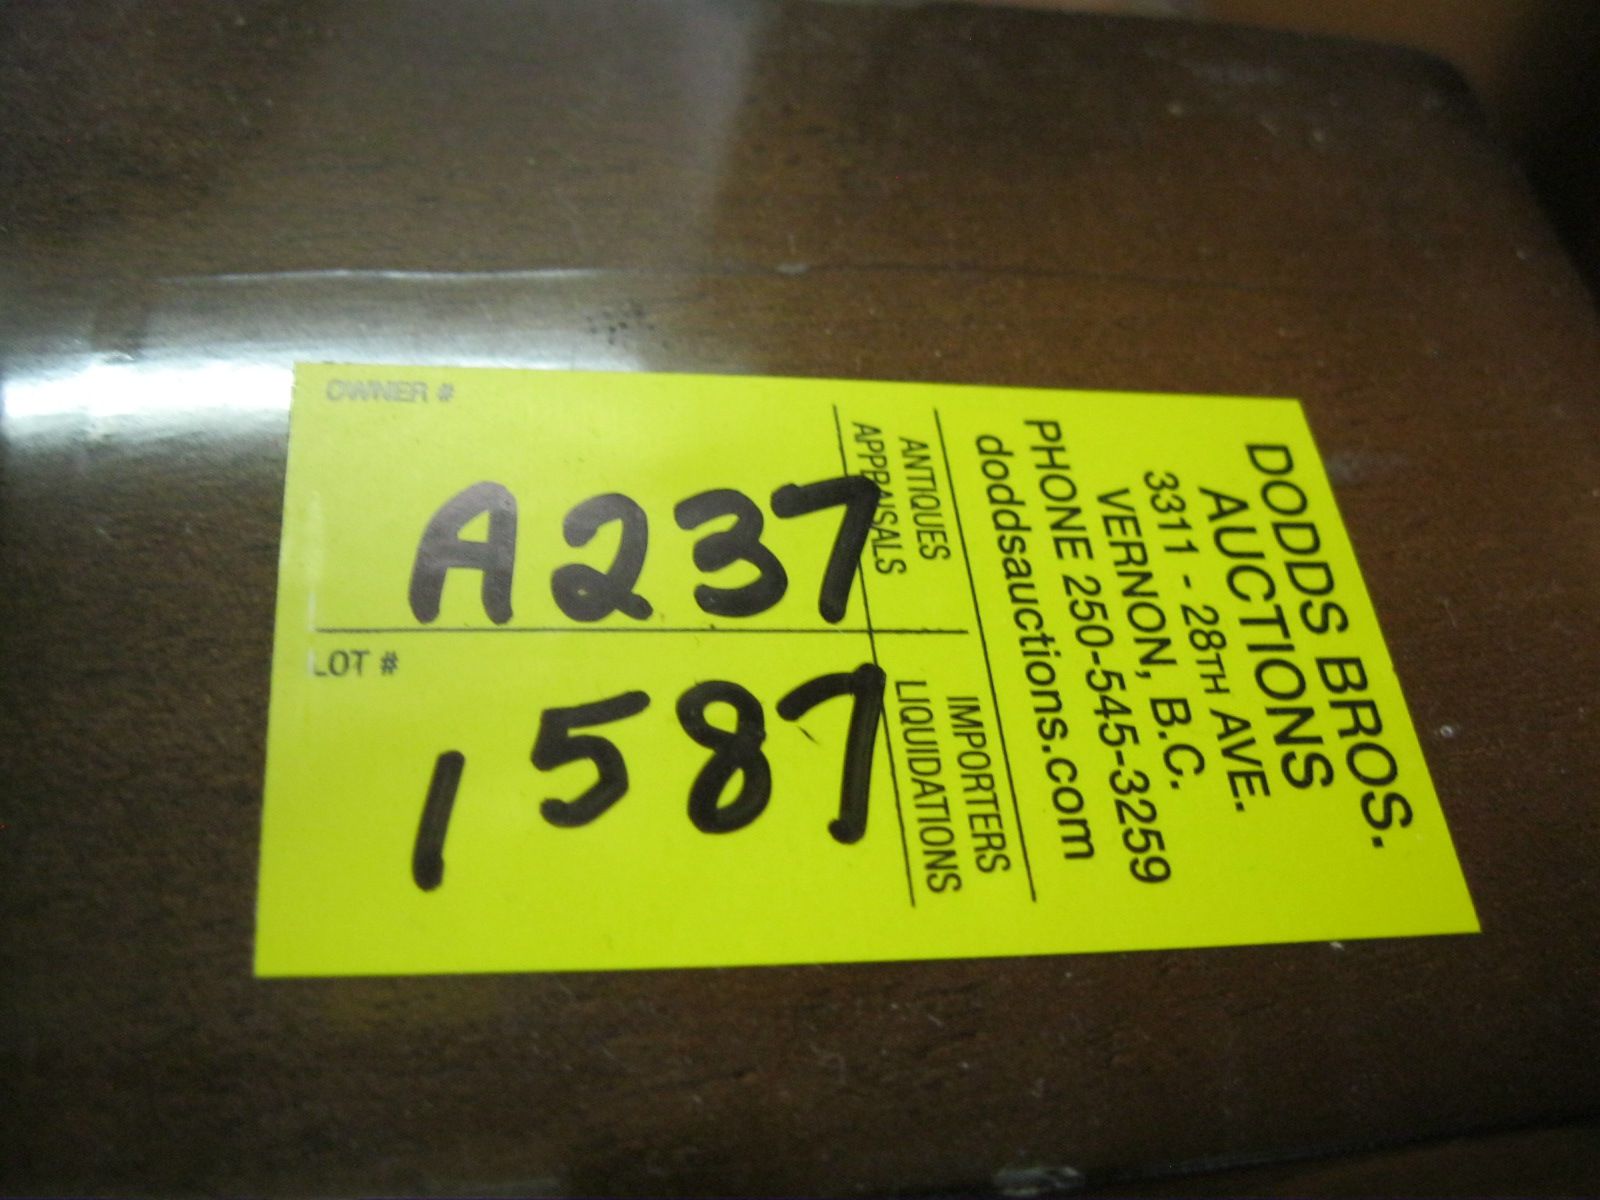 DODDS BROS.
AUCTIONS
3311 - 28TH AVE.
VERNON, B.C.
PHONE 250-545-3259
doddsauctions.com
ANTIQUES IMPORTERS
APPRAISALS LIQUIDATIONS
OWNER #
A237
LOT #
1587